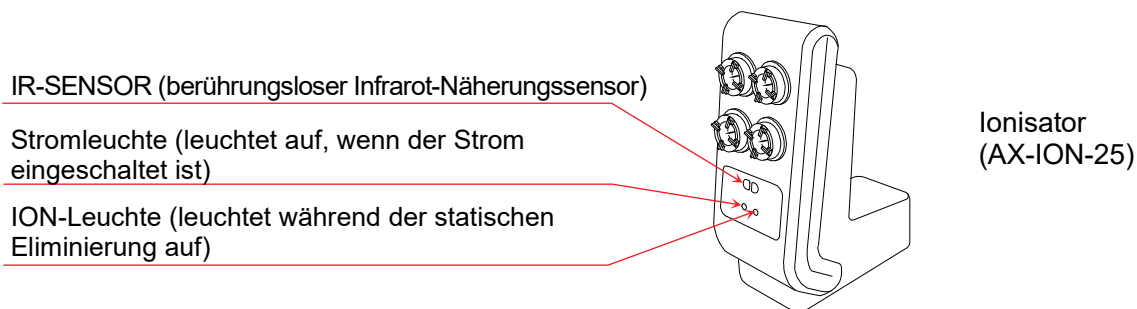 IR-SENSOR (berührungsloser Infrarot-Näherungssensor)
Stromleuchte (leuchtet auf, wenn der Strom
eingeschaltet ist)
ION-Leuchte (leuchtet während der statischen
Eliminierung auf)
Ionisator
(AX-ION-25)